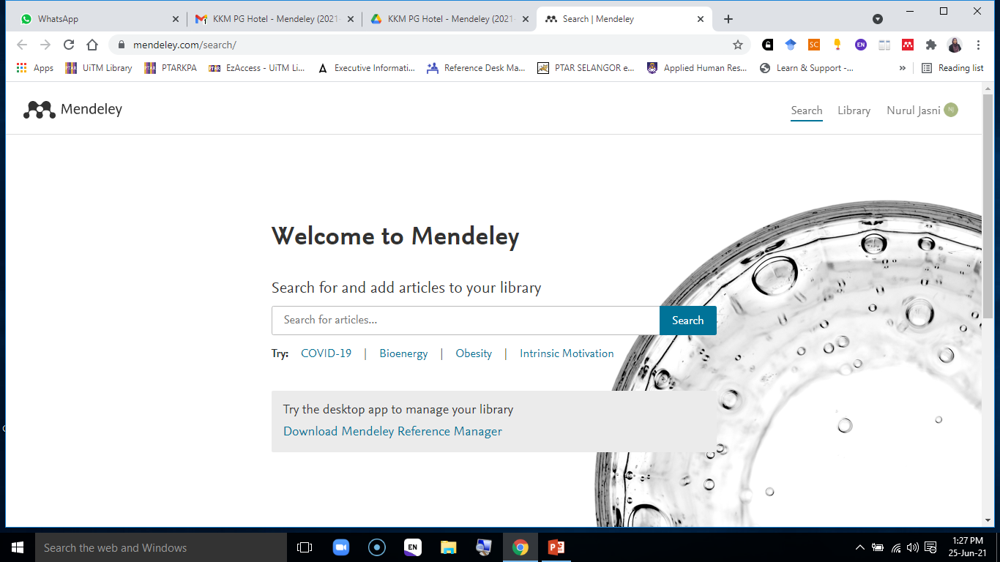 WhatsApp
KKM PG Hotel - Mendeley (2021-
KKM PG Hotel - Mendeley (2021-
Search | Mendeley
mendeley.com/search/
SC
EN
Apps
UiTM Library
PTARKPA
EzAccess - UiTM Li...
Executive Informati...
Reference Desk Ma...
PTAR SELANGOR e...
Applied Human Res...
Learn & Support -...
»
Reading list
Mendeley
Search
Library
Nurul Jasni
NJ
Welcome to Mendeley
Search for and add articles to your library
Search for articles...
Search
Try: COVID-19 | Bioenergy | Obesity | Intrinsic Motivation
Try the desktop app to manage your library
Download Mendeley Reference Manager
Search the web and Windows
EN
1:27 PM
25-Jun-21